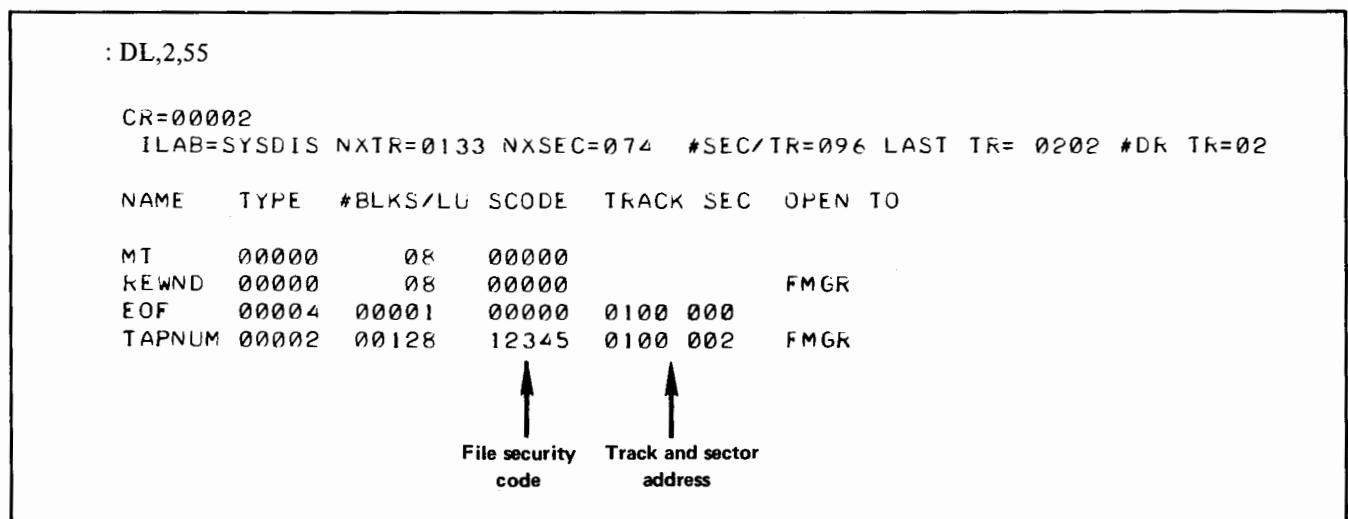 : DL,2,55
CR=00002
ILAB=SYSDIS NXTR=0133 NXSEC=074 #SEC/TR=096 LAST TR= 0202 #DR TR=02
NAME TYPE #BLKS/LU SCODE TRACK SEC OPEN TO
MT 00000 08 00000
REWND 00000 08 00000 FMGR
EOF 00004 00001 00000 0100 000
TAPNUM 00002 00128 12345 0100 002 FMGR
File security Track and sector
code address